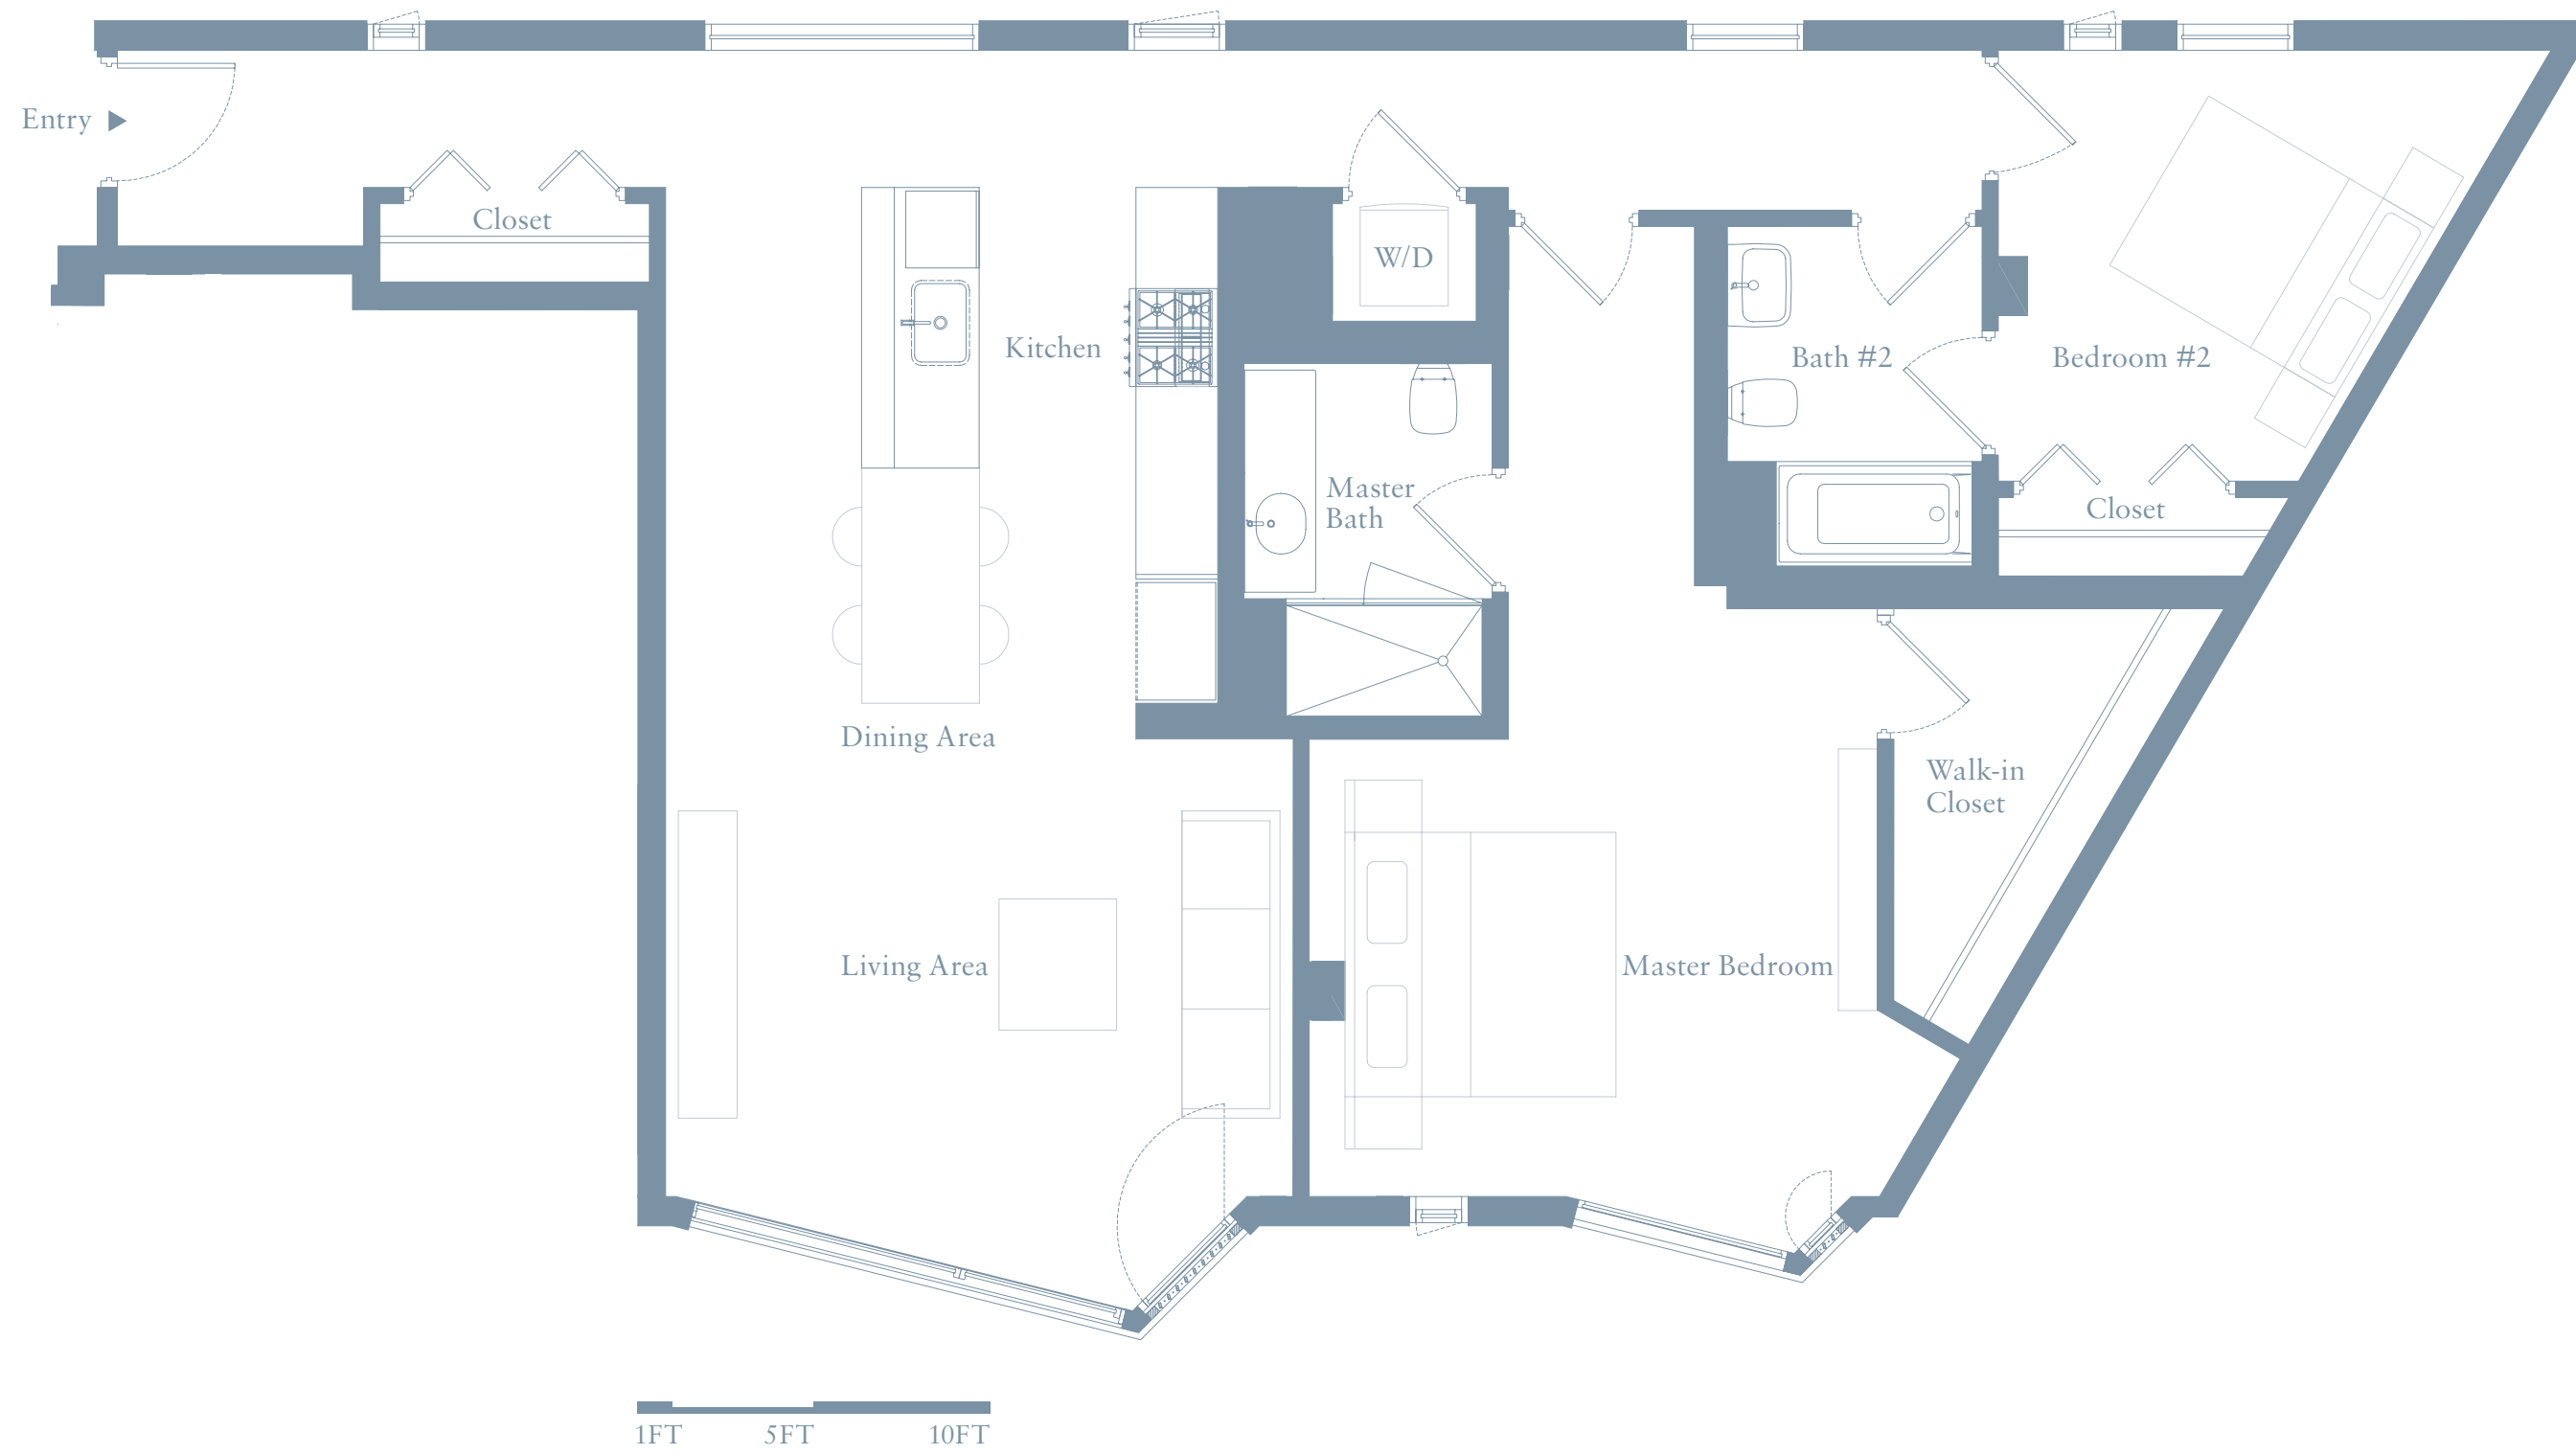 Entry
Closet
W/D
Kitchen
Bath #2
Bedroom #2
Master
Bath
Closet
Dining Area
Walk-in
Closet
Living Area
Master Bedroom
1FT 5FT 10FT